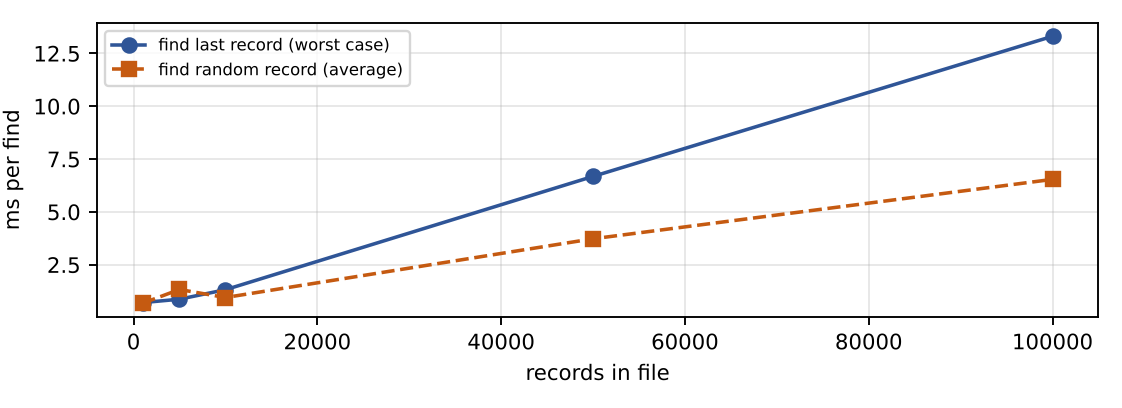 find last record (worst case)
find random record (average)
12.5
10.0
7.5
5.0
2.5
ms per find
0 20000 40000 60000 80000 100000
records in file